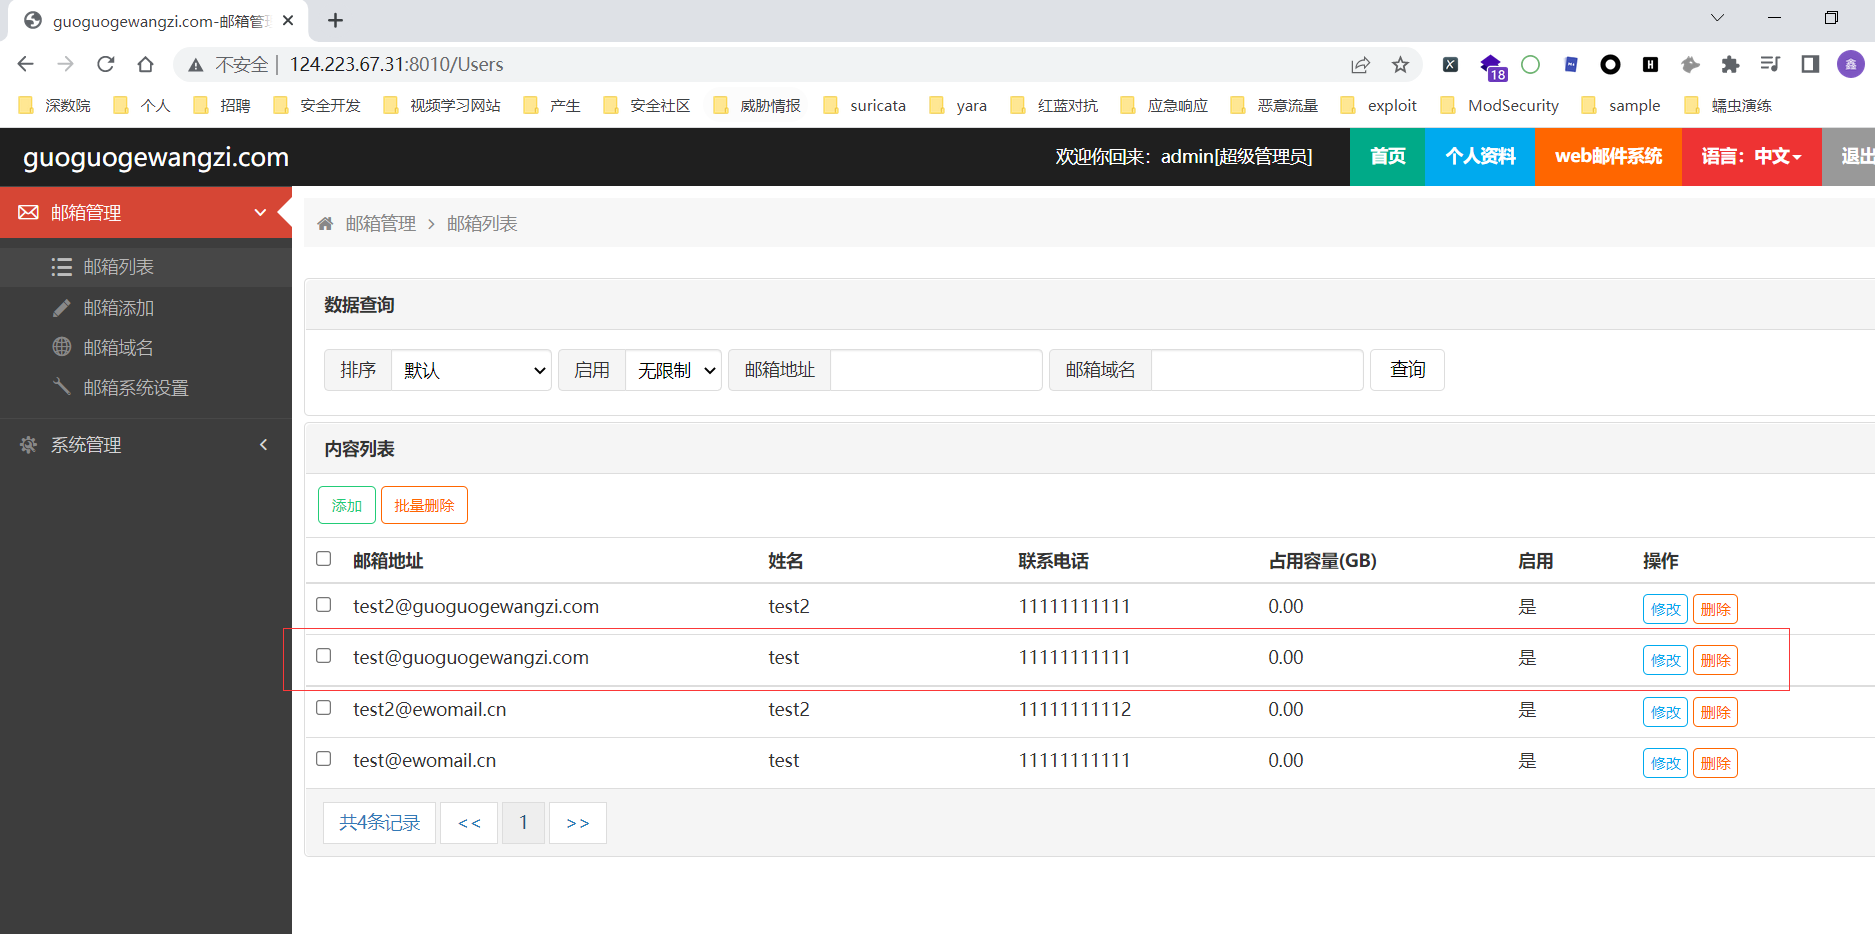 guoguogewangzi.com-邮箱管
不安全 | 124.223.67.31:8010/Users
18
鑫
深数院 个人 招聘 安全开发 视频学习网站 产生 安全社区 威胁情报 suricata yara 红蓝对抗 应急响应 恶意流量 exploit ModSecurity sample 蠕虫演练
guoguogewangzi.com 欢迎你回来：admin[超级管理员] 首页 个人资料 web邮件系统 语言：中文 退出
邮箱管理
邮箱列表
邮箱添加
邮箱域名
邮箱系统设置
系统管理
邮箱管理 > 邮箱列表
数据查询
排序 默认 启用 无限制 邮箱地址 邮箱域名 查询
内容列表
添加 批量删除
邮箱地址 姓名 联系电话 占用容量(GB) 启用 操作
test2@guoguogewangzi.com test2 11111111111 0.00 是 修改 删除
test@guoguogewangzi.com test 11111111111 0.00 是 修改 删除
test2@ewomail.cn test2 11111111112 0.00 是 修改 删除
test@ewomail.cn test 11111111111 0.00 是 修改 删除
共4条记录 << 1 >>